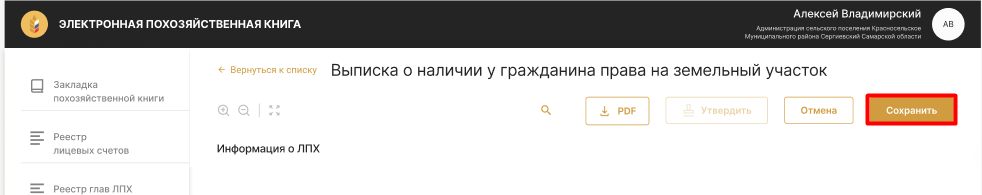 ЭЛЕКТРОННАЯ ПОХОЗЯЙСТВЕННАЯ КНИГА
Алексей Владимирский
Администрация сельского поселения Красносельское
Муниципального района Сергиевский Самарской области
АВ
← Вернуться к списку Выписка о наличии у гражданина права на земельный участок
Закладка
похозяйственной книги
PDF Утвердить Отмена Сохранить
Реестр
лицевых счетов
Информация о ЛПХ
Реестр глав ЛПХ